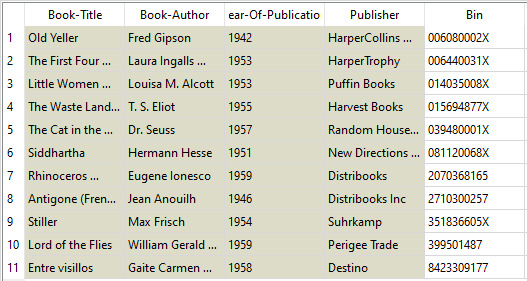 Book-Title Book-Author ear-Of-Publicatio Publisher Bin
1 Old Yeller Fred Gipson 1942 HarperCollins ... 006080002X
2 The First Four ... Laura Ingalls ... 1953 HarperTrophy 006440031X
3 Little Women ... Louisa M. Alcott 1953 Puffin Books 014035008X
4 The Waste Land... T. S. Eliot 1955 Harvest Books 015694877X
5 The Cat in the ... Dr. Seuss 1957 Random House... 039480001X
6 Siddhartha Hermann Hesse 1951 New Directions ... 081120068X
7 Rhinoceros ... Eugene Ionesco 1959 Distribooks 2070368165
8 Antigone (Fren... Jean Anouilh 1946 Distribooks Inc 2710300257
9 Stiller Max Frisch 1954 Suhrkamp 351836605X
10 Lord of the Flies William Gerald ... 1959 Perigee Trade 399501487
11 Entre visillos Gaite Carmen ... 1958 Destino 8423309177